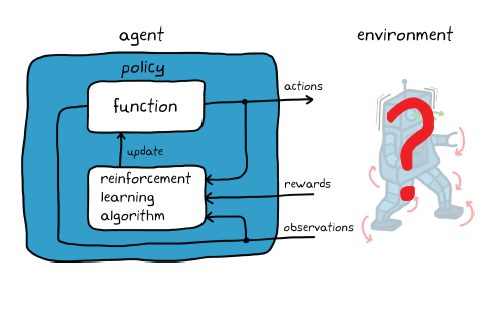 agent
environment
policy
function
actions
update
reinforcement
learning
algorithm
rewards
observations
?